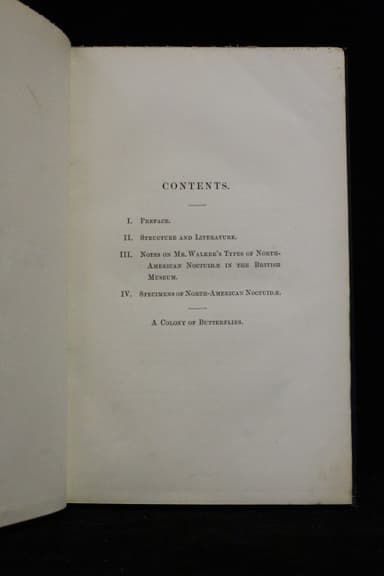 CONTENTS.
I. PREFACE.
II. STRUCTURE AND LITERATURE.
III. NOTES ON MR. WALKER'S TYPES OF NORTH-
AMERICAN NOCTUIDÆ IN THE BRITISH
MUSEUM.
IV. SPECIMENS OF NORTH-AMERICAN NOCTUIDÆ.
A COLONY OF BUTTERFLIES.